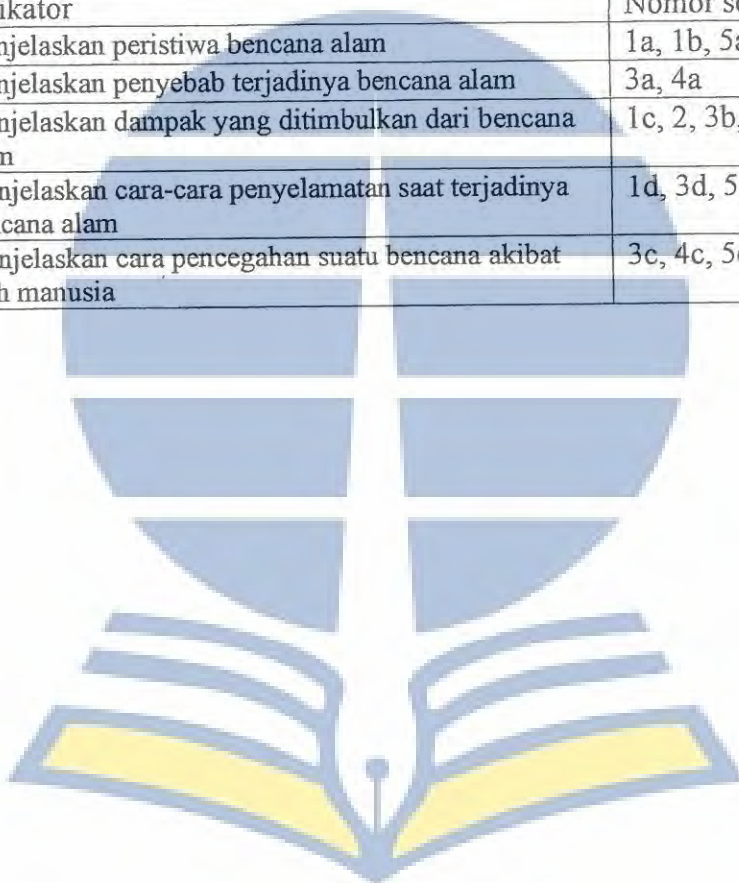 ikator Nomor s
njelaskan peristiwa bencana alam 1a, 1b, 5a
njelaskan penyebab terjadinya bencana alam 3a, 4a
njelaskan dampak yang ditimbulkan dari bencana 1c, 2, 3b,
m
njelaskan cara-cara penyelamatan saat terjadinya 1d, 3d, 5
cana alam
njelaskan cara pencegahan suatu bencana akibat 3c, 4c, 5
h manusia